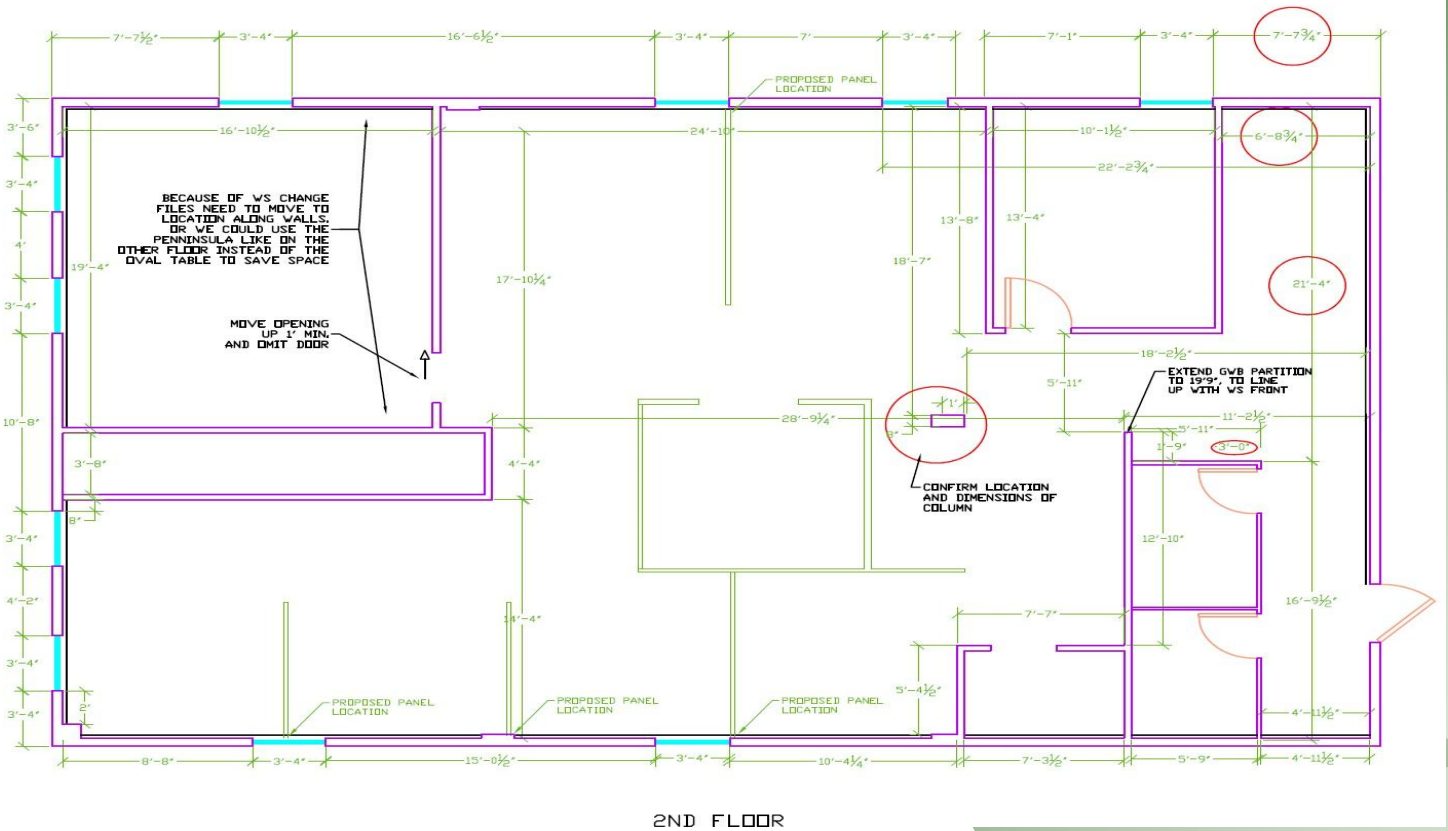 7'-7½"
3'-4"
16'-6½"
3'-4"
7'
3'-4"
7'-1"
3'-4"
7'-7¾"
PROPOSED PANEL
LOCATION
3'-6"
16'-10½"
24'-10"
10'-1½"
6'-8¾"
22'-2¾"
3'-4"
BECAUSE OF WS CHANGE
FILES NEED TO MOVE TO
LOCATION ALONG WALLS.
OR WE COULD USE THE
PENNINSULA LIKE ON THE
OTHER FLOOR INSTEAD OF THE
OVAL TABLE TO SAVE SPACE
13'-8"
13'-4"
4'
19'-4"
18'-7"
17'-10¼"
21'-4"
3'-4"
MOVE OPENING
UP 1' MIN.
AND OMIT DOOR
18'-2½"
EXTEND GWB PARTITION
TO 19'9", TO LINE
UP WITH WS FRONT
5'-11"
1'
10'-8"
28'-9¼"
11'-2½"
8"
5'-11"
1'-9"
3'-0"
3'-8"
4'-4"
CONFIRM LOCATION
AND DIMENSIONS OF
COLUMN
8"
3'-4"
12'-10"
4'-2"
16'-9½"
14'-4"
7'-7"
3'-4"
5'-4½"
PROPOSED PANEL
LOCATION
PROPOSED PANEL
LOCATION
PROPOSED PANEL
LOCATION
2'
3'-4"
4'-11½"
8'-8"
3'-4"
15'-0½"
3'-4"
10'-4¼"
7'-3½"
5'-9"
4'-11½"
2ND FLOOR